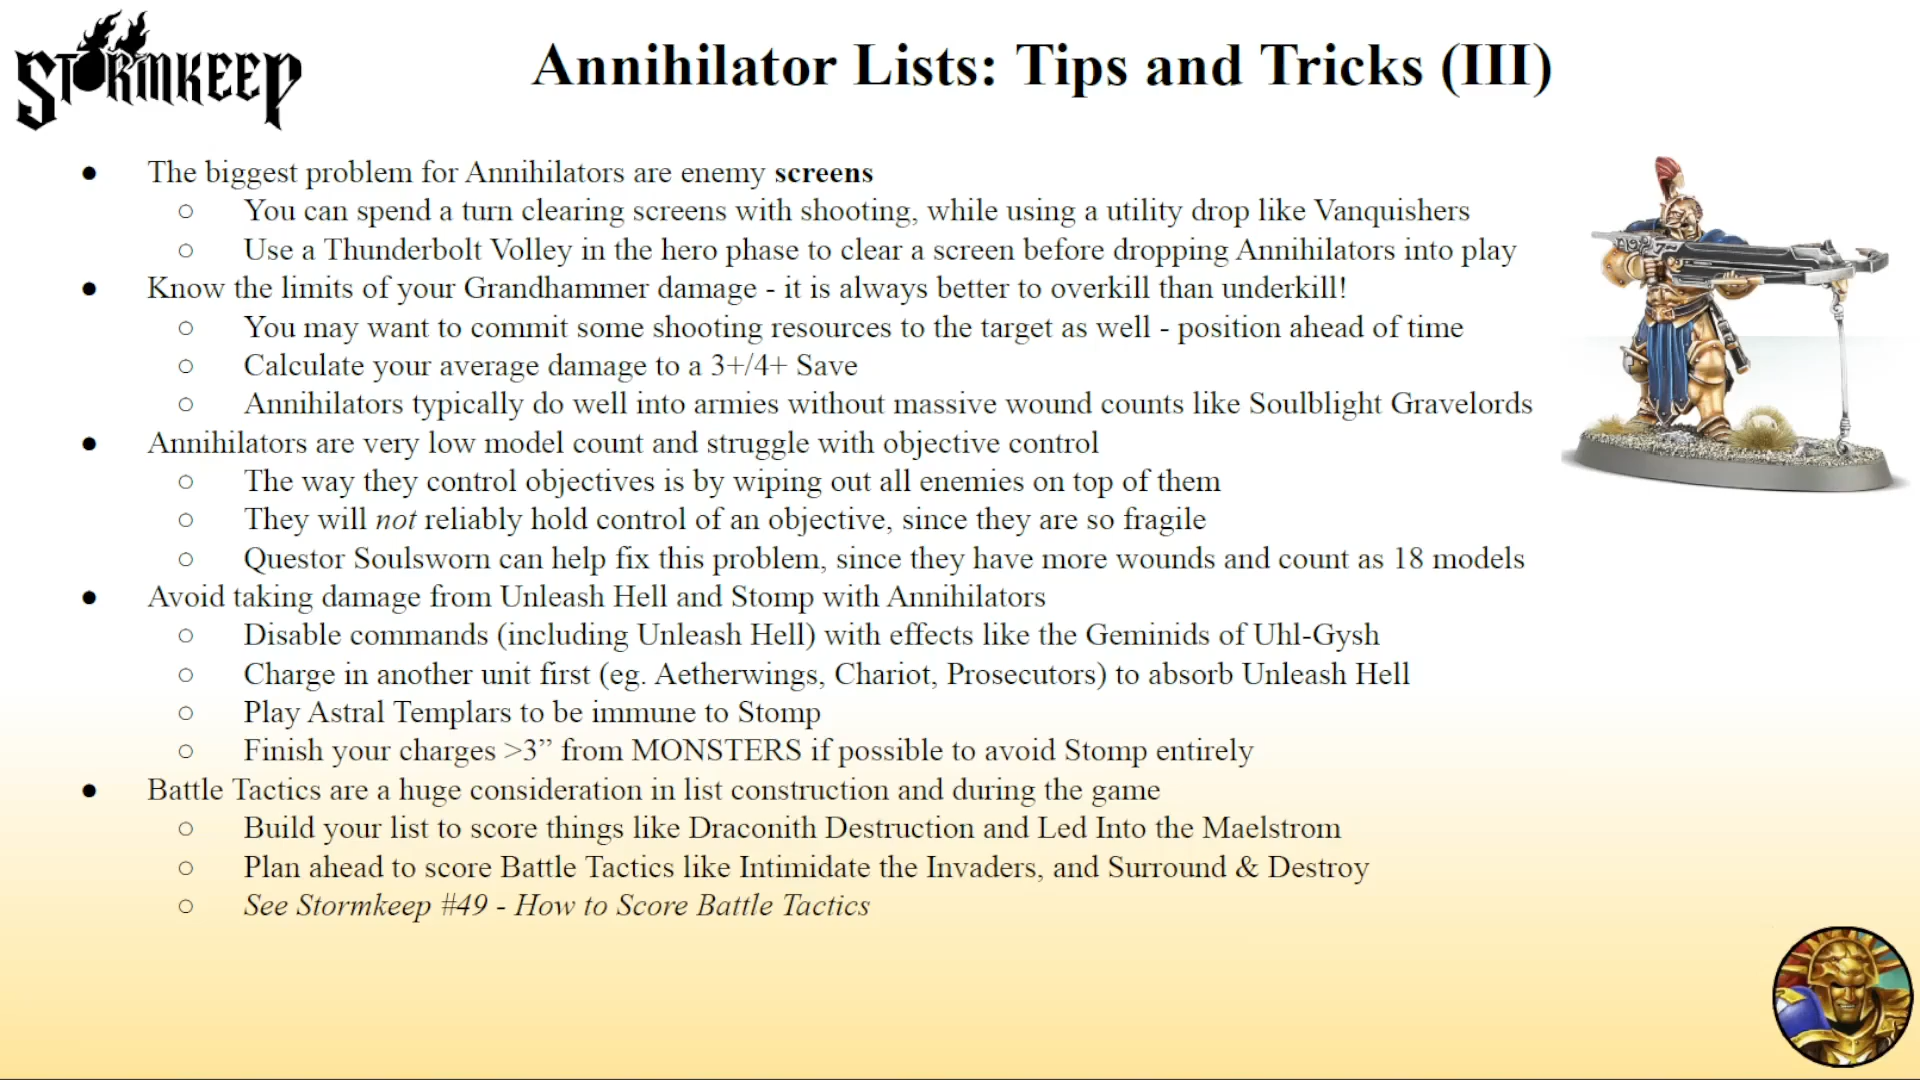 STORMKEEP
Annihilator Lists: Tips and Tricks (III)
● The biggest problem for Annihilators are enemy screens
○ You can spend a turn clearing screens with shooting, while using a utility drop like Vanquishers
○ Use a Thunderbolt Volley in the hero phase to clear a screen before dropping Annihilators into play
● Know the limits of your Grandhammer damage - it is always better to overkill than underkill!
○ You may want to commit some shooting resources to the target as well - position ahead of time
○ Calculate your average damage to a 3+/4+ Save
○ Annihilators typically do well into armies without massive wound counts like Soulblight Gravelords
● Annihilators are very low model count and struggle with objective control
○ The way they control objectives is by wiping out all enemies on top of them
○ They will not reliably hold control of an objective, since they are so fragile
○ Questor Soulsworn can help fix this problem, since they have more wounds and count as 18 models
● Avoid taking damage from Unleash Hell and Stomp with Annihilators
○ Disable commands (including Unleash Hell) with effects like the Geminids of Uhl-Gysh
○ Charge in another unit first (eg. Aetherwings, Chariot, Prosecutors) to absorb Unleash Hell
○ Play Astral Templars to be immune to Stomp
○ Finish your charges >3” from MONSTERS if possible to avoid Stomp entirely
● Battle Tactics are a huge consideration in list construction and during the game
○ Build your list to score things like Draconith Destruction and Led Into the Maelstrom
○ Plan ahead to score Battle Tactics like Intimidate the Invaders, and Surround & Destroy
○ See Stormkeep #49 - How to Score Battle Tactics